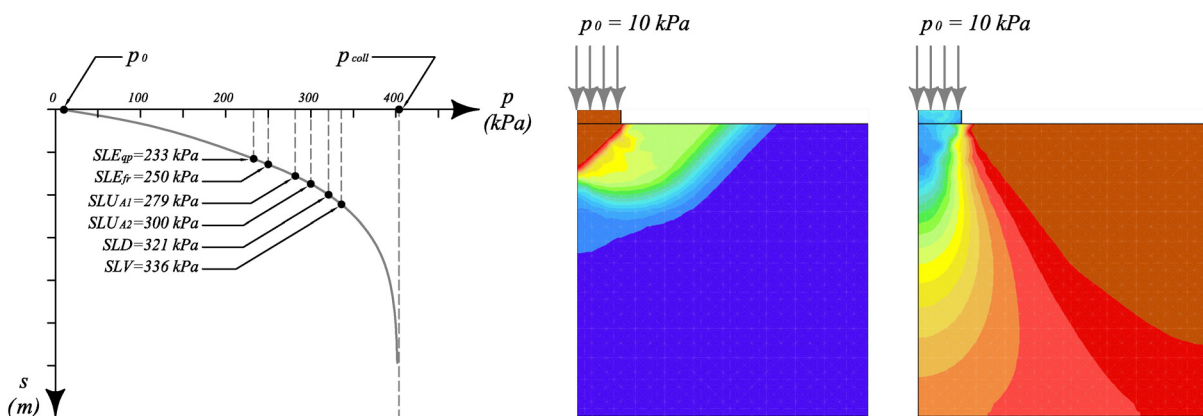 p0
pcoll
0
100
200
300
400
p
(kPa)
SLEqp=233 kPa
SLEfr=250 kPa
SLUA1=279 kPa
SLUA2=300 kPa
SLD=321 kPa
SLV=336 kPa
s
(m)
p0 = 10 kPa
p0 = 10 kPa